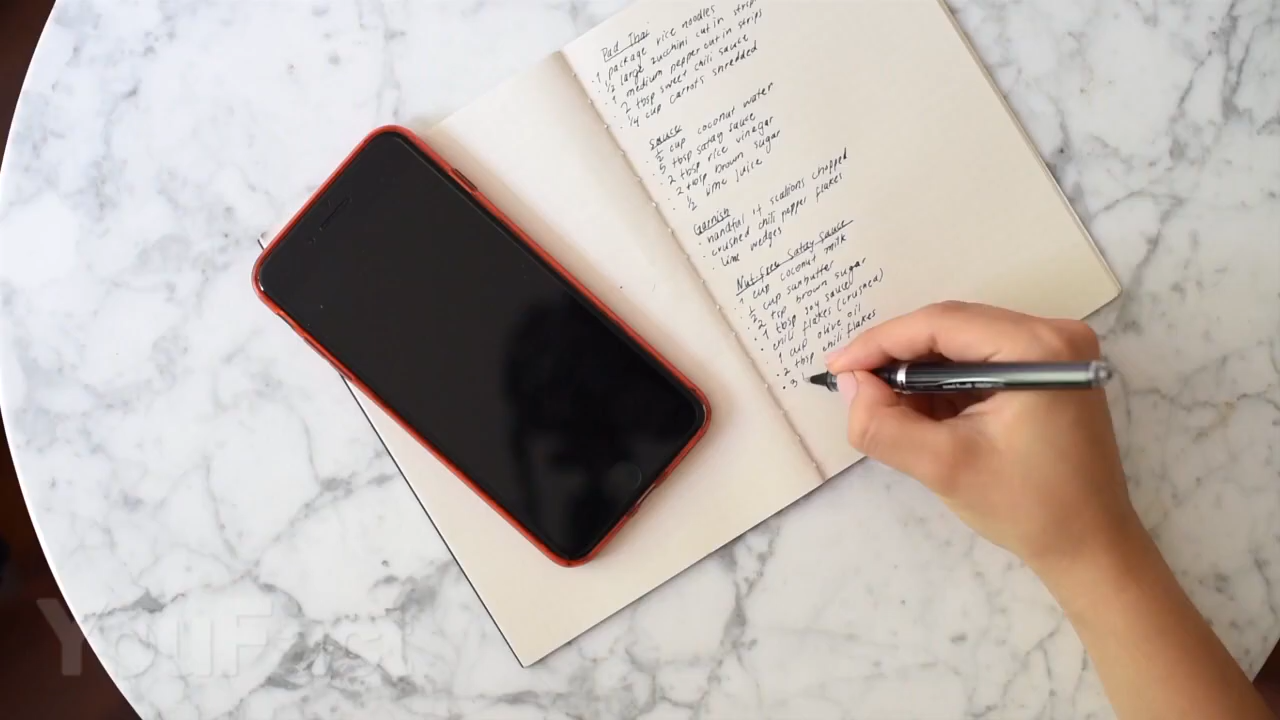 Pad Thai
· 1 package rice noodles
· 1/2 large zucchini cut in strips
· 1 medium pepper cut in strips
· 2 tbsp sweet chili sauce
· 1/4 cup carrots shredded
Sauce
· 1/2 cup coconut water
· 5 tbsp satay sauce
· 2 tbsp rice vinegar
· 2 tbsp brown sugar
· 1/2 lime juice
Garnish
· handful of scallions chopped
· crushed chili pepper flakes
· lime wedges
Nut free Satay Sauce
· 1 cup coconut milk
· 1/2 cup sunbutter
· 2 tsp brown sugar
· 1 tbsp soy sauce
· chili flakes (crushed)
· 1 cup olive oil
· 2 tbsp chili flakes
· 3